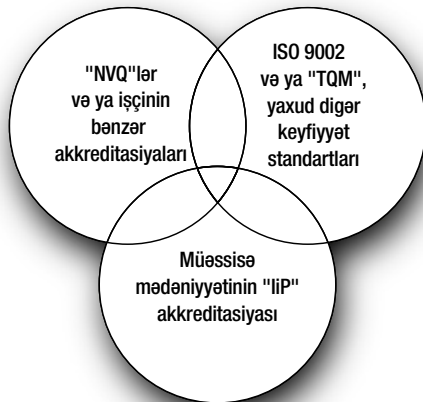 "NVQ"lər
və ya işçinin
bənzər
akkreditasiyaları
ISO 9002
və ya "TQM",
yaxud digər
keyfiyyət
standartları
Müəssisə
mədəniyyətinin "IiP"
akkreditasiyası